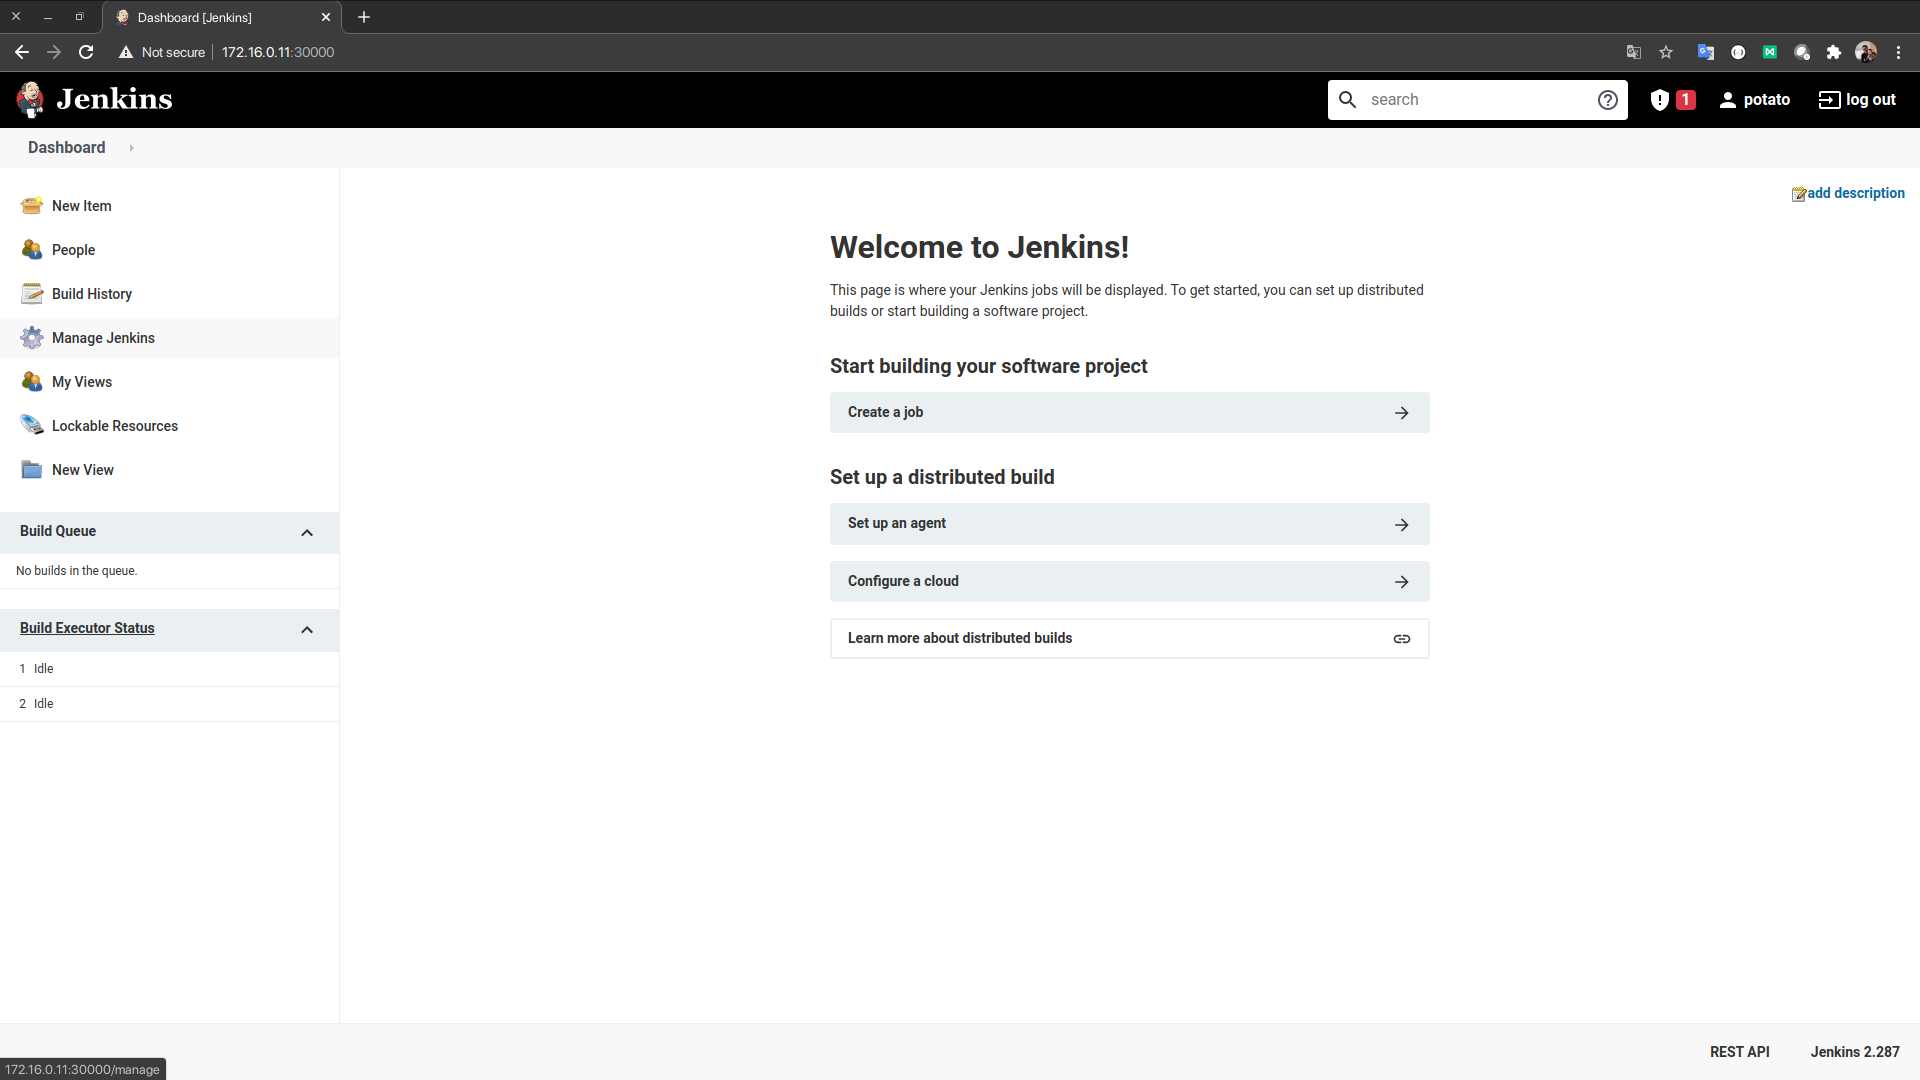 Dashboard [Jenkins]
Not secure 172.16.0.11:30000
Jenkins
search
1
potato
log out
Dashboard
add description
New Item
People
Build History
Manage Jenkins
My Views
Lockable Resources
New View
Build Queue
No builds in the queue.
Build Executor Status
1 Idle
2 Idle
Welcome to Jenkins!
This page is where your Jenkins jobs will be displayed. To get started, you can set up distributed
builds or start building a software project.
Start building your software project
Create a job
Set up a distributed build
Set up an agent
Configure a cloud
Learn more about distributed builds
REST API
Jenkins 2.287
172.16.0.11:30000/manage